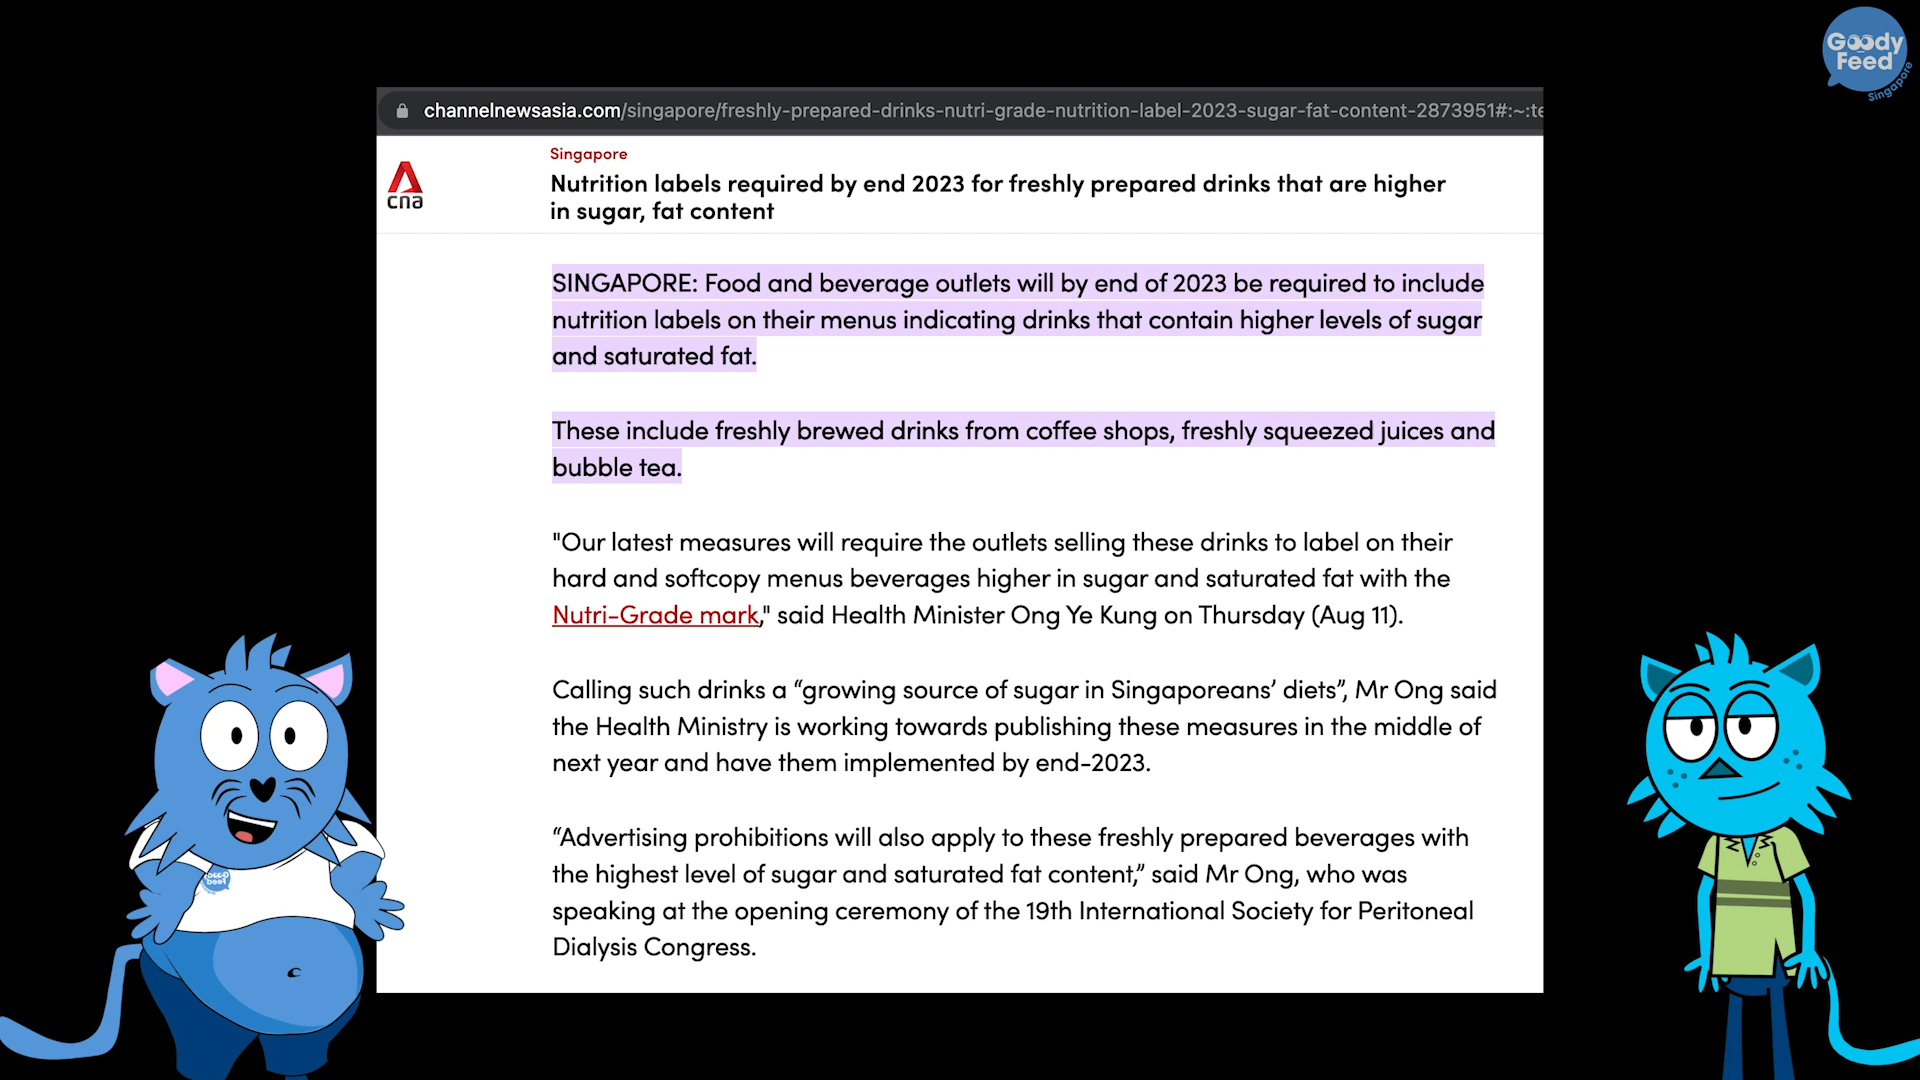 Goody
Feed
Singapore
channelnewsasia.com/singapore/freshly-prepared-drinks-nutri-grade-nutrition-label-2023-sugar-fat-content-2873951#:~:te
cna
Singapore
Nutrition labels required by end 2023 for freshly prepared drinks that are higher
in sugar, fat content
SINGAPORE: Food and beverage outlets will by end of 2023 be required to include
nutrition labels on their menus indicating drinks that contain higher levels of sugar
and saturated fat.
These include freshly brewed drinks from coffee shops, freshly squeezed juices and
bubble tea.
"Our latest measures will require the outlets selling these drinks to label on their
hard and softcopy menus beverages higher in sugar and saturated fat with the
Nutri-Grade mark," said Health Minister Ong Ye Kung on Thursday (Aug 11).
Calling such drinks a “growing source of sugar in Singaporeans’ diets”, Mr Ong said
the Health Ministry is working towards publishing these measures in the middle of
next year and have them implemented by end-2023.
“Advertising prohibitions will also apply to these freshly prepared beverages with
the highest level of sugar and saturated fat content,” said Mr Ong, who was
speaking at the opening ceremony of the 19th International Society for Peritoneal
Dialysis Congress.